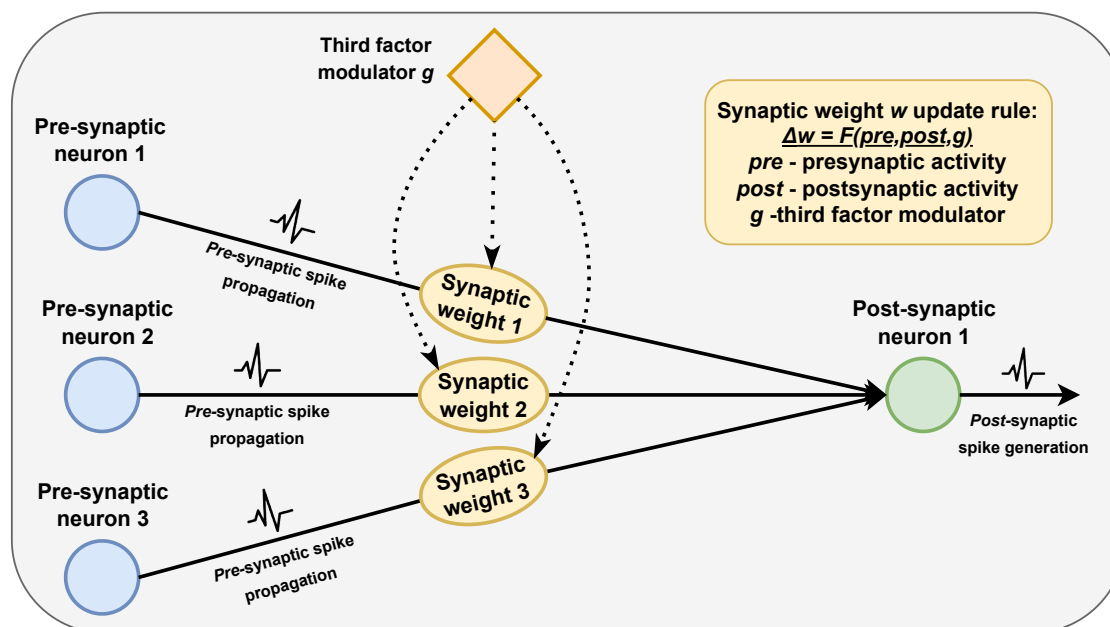 Third factor
modulator g
Synaptic weight w update rule:
Δw = F(pre,post,g)
pre - presynaptic activity
post - postsynaptic activity
g -third factor modulator
Pre-synaptic
neuron 1
Pre-synaptic spike
propagation
Synaptic
weight 1
Pre-synaptic
neuron 2
Pre-synaptic spike
propagation
Synaptic
weight 2
Post-synaptic
neuron 1
Post-synaptic
spike generation
Pre-synaptic
neuron 3
Pre-synaptic spike
propagation
Synaptic
weight 3